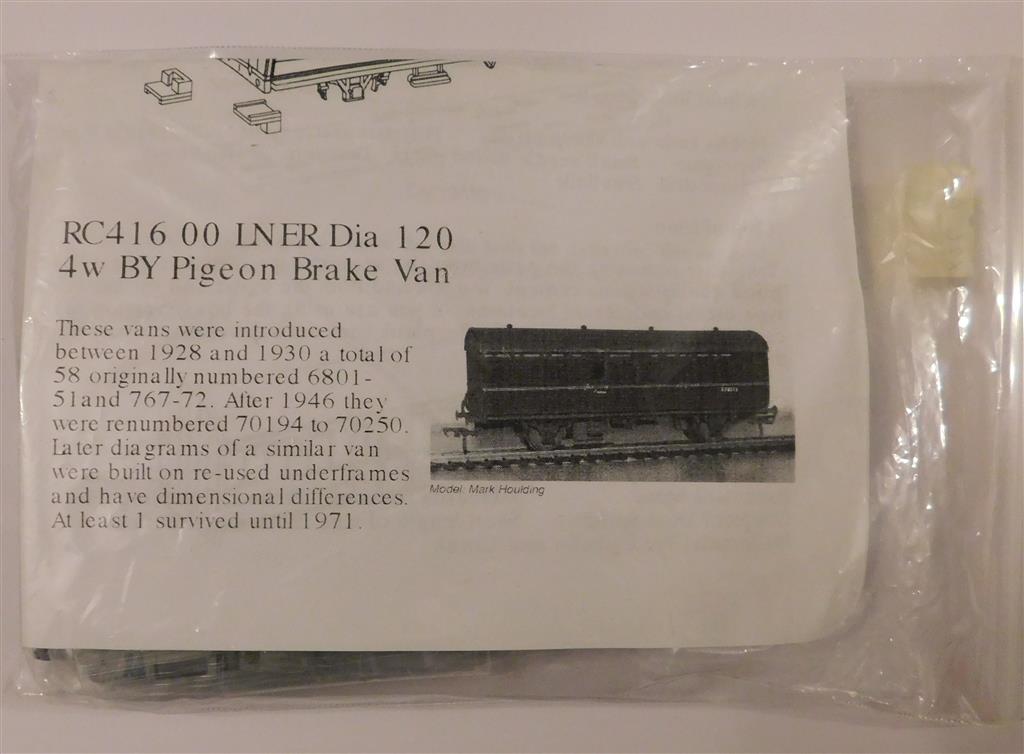 RC416 00 LNER Dia 120
4w BY Pigeon Brake Van
These vans were introduced
between 1928 and 1930 a total of
58 originally numbered 6801-
51and 767-72. After 1946 they
were renumbered 70194 to 70250.
Later diagrams of a similar van
were built on re-used underframes
and have dimensional differences.
At least 1 survived until 1971.
Model: Mark Houlding